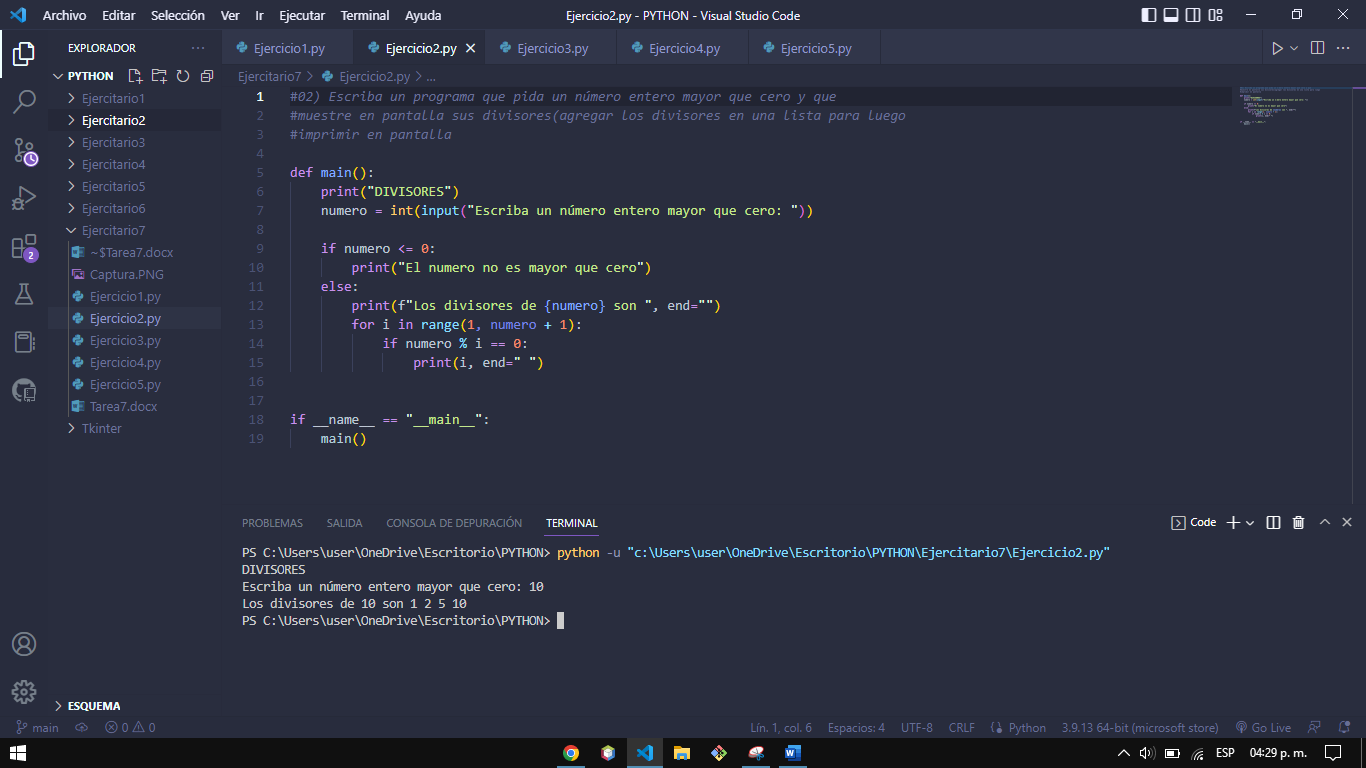 Archivo Editar Selección Ver Ir Ejecutar Terminal Ayuda Ejercicio2.py - PYTHON - Visual Studio Code
EXPLORADOR
PYTHON
Ejercitario1
Ejercitario2
Ejercitario3
Ejercitario4
Ejercitario5
Ejercitario6
Ejercitario7
~$Tarea7.docx
Captura.PNG
Ejercicio1.py
Ejercicio2.py
Ejercicio3.py
Ejercicio4.py
Ejercicio5.py
Tarea7.docx
Tkinter
ESQUEMA
2
Ejercicio1.py Ejercicio2.py Ejercicio3.py Ejercicio4.py Ejercicio5.py
Ejercitario7 > Ejercicio2.py > ...
1 #02) Escriba un programa que pida un número entero mayor que cero y que
2 #muestre en pantalla sus divisores(agregar los divisores en una lista para luego
3 #imprimir en pantalla
4
5 def main():
6     print("DIVISORES")
7     numero = int(input("Escriba un número entero mayor que cero: "))
8
9     if numero <= 0:
10         print("El numero no es mayor que cero")
11     else:
12         print(f"Los divisores de {numero} son ", end="")
13         for i in range(1, numero + 1):
14             if numero % i == 0:
15                 print(i, end=" ")
16
17
18 if __name__ == "__main__":
19     main()
PROBLEMAS SALIDA CONSOLA DE DEPURACIÓN TERMINAL Code
PS C:\Users\user\OneDrive\Escritorio\PYTHON> python -u "c:\Users\user\OneDrive\Escritorio\PYTHON\Ejercitario7\Ejercicio2.py"
DIVISORES
Escriba un número entero mayor que cero: 10
Los divisores de 10 son 1 2 5 10
PS C:\Users\user\OneDrive\Escritorio\PYTHON>
main 0 0 Lín. 1, col. 6 Espacios: 4 UTF-8 CRLF Python 3.9.13 64-bit (microsoft store) Go Live
ESP 04:29 p. m.